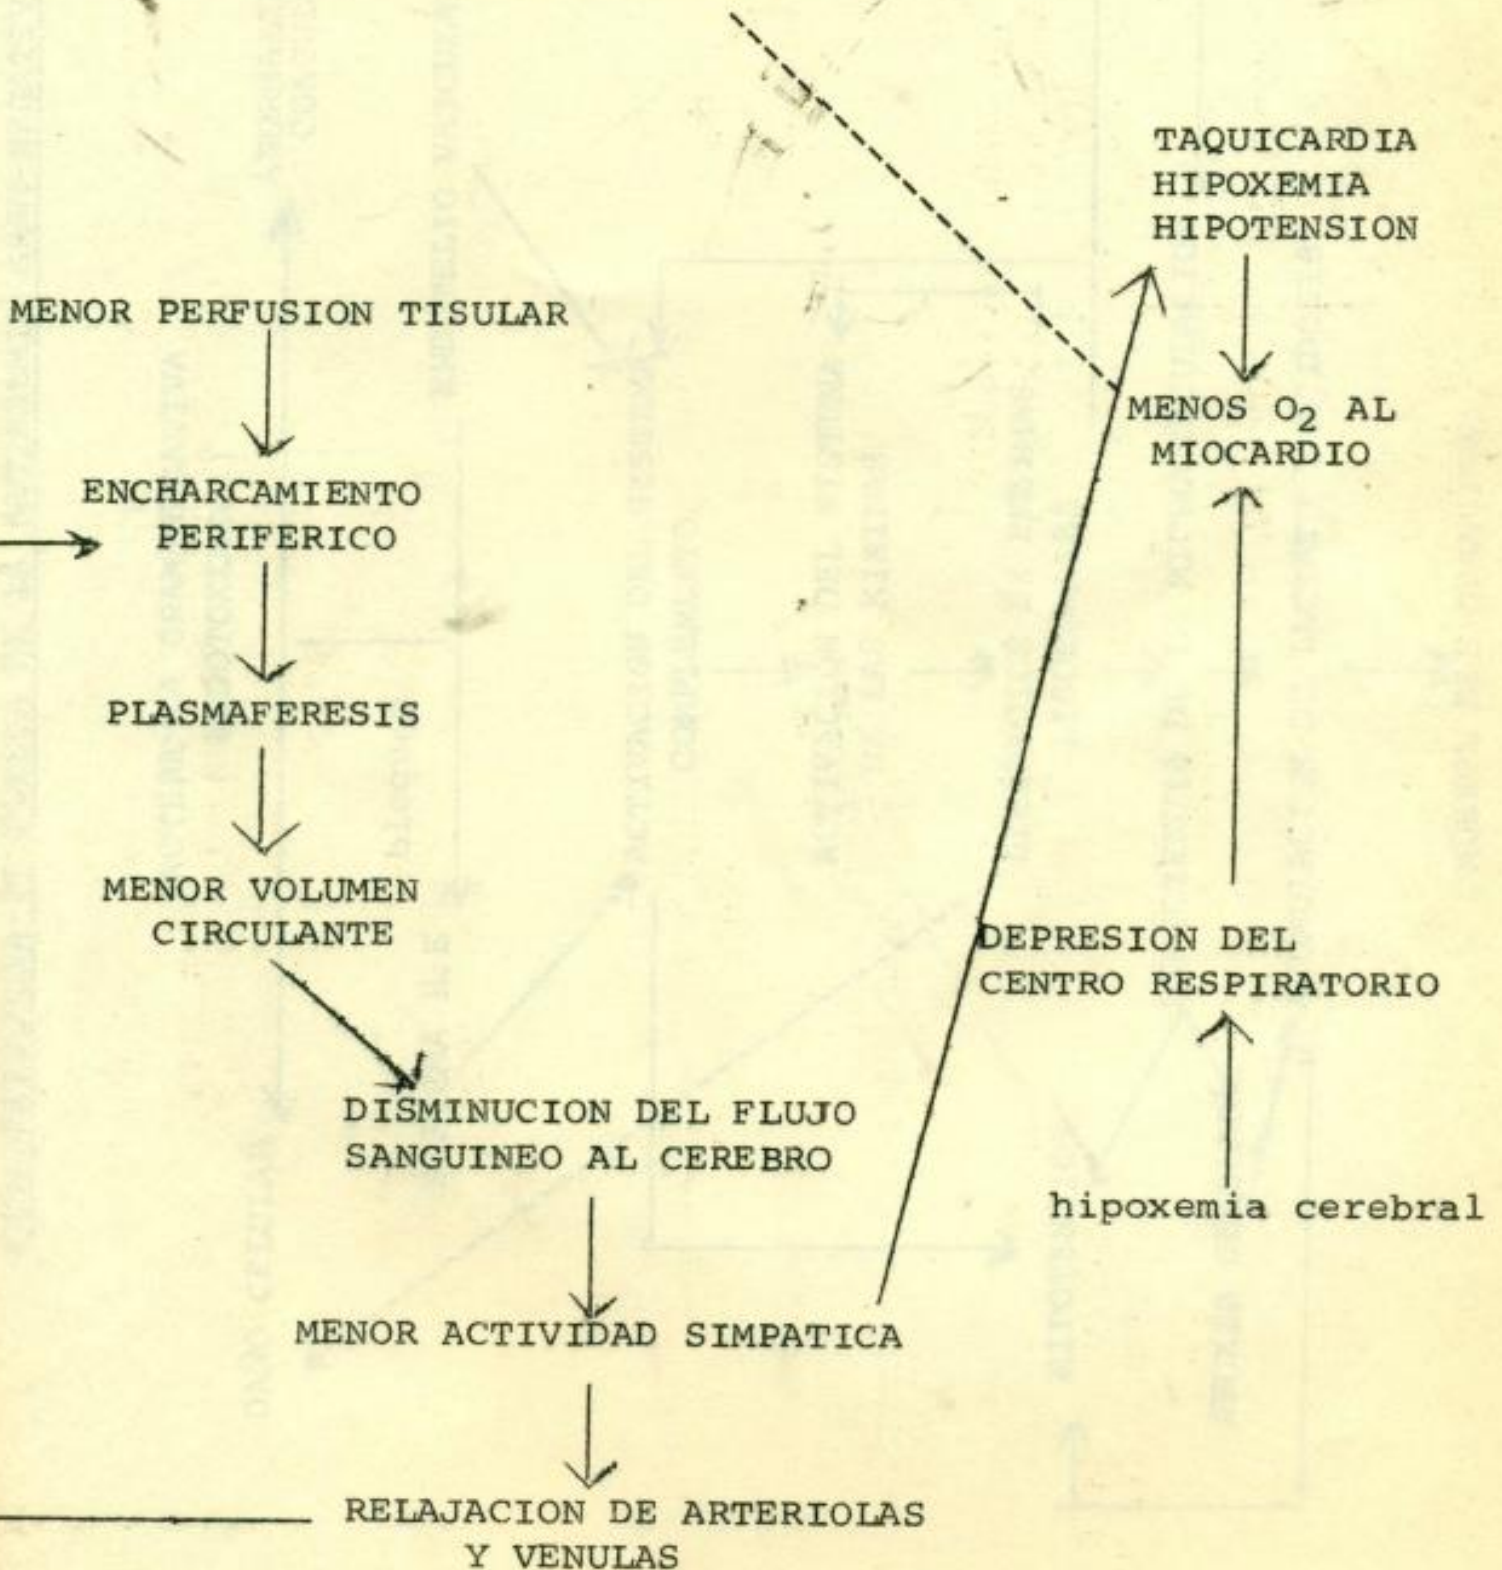 TAQUICARDIA
HIPOXEMIA
HIPOTENSION
MENOR PERFUSION TISULAR
MENOS O₂ AL
MIOCARDIO
ENCHARCAMIENTO
PERIFERICO
PLASMAFERESIS
MENOR VOLUMEN
CIRCULANTE
DEPRESION DEL
CENTRO RESPIRATORIO
DISMINUCION DEL FLUJO
SANGUINEO AL CEREBRO
hipoxemia cerebral
MENOR ACTIVIDAD SIMPATICA
RELAJACION DE ARTERIOLAS
Y VENULAS